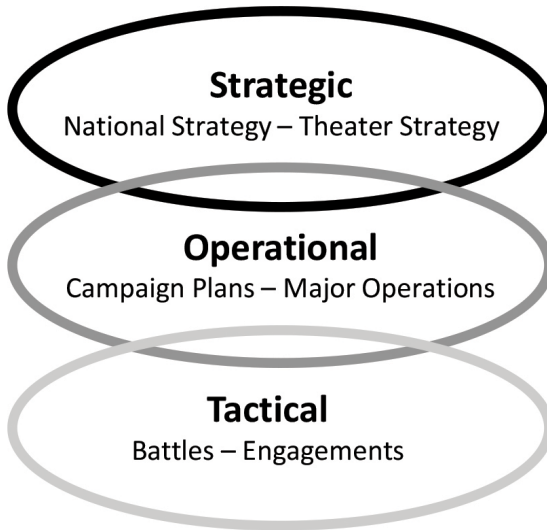 Strategic
National Strategy – Theater Strategy
Operational
Campaign Plans – Major Operations
Tactical
Battles – Engagements